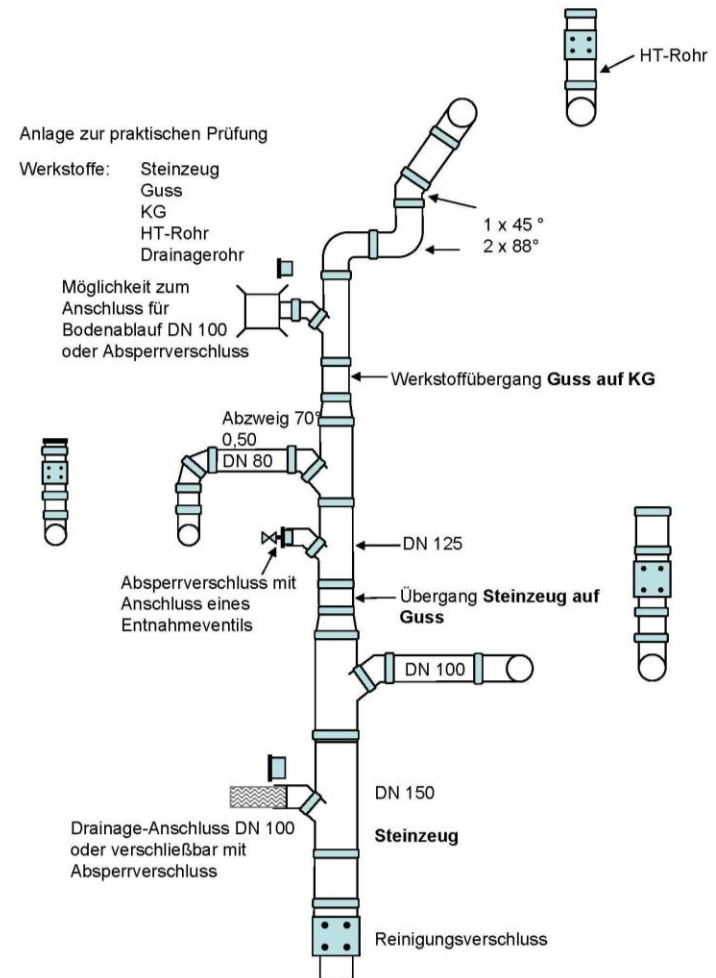 HT-Rohr
Anlage zur praktischen Prüfung
Werkstoffe: Steinzeug
Guss
KG
HT-Rohr
Drainagerohr
1 x 45 °
2 x 88°
Möglichkeit zum
Anschluss für
Bodenablauf DN 100
oder Absperrverschluss
Werkstoffübergang Guss auf KG
Abzweig 70°
0,50
DN 80
DN 125
Absperrverschluss mit
Anschluss eines
Entnahmeventils
Übergang Steinzeug auf
Guss
DN 100
DN 150
Drainage-Anschluss DN 100
oder verschließbar mit
Absperrverschluss
Steinzeug
Reinigungsverschluss